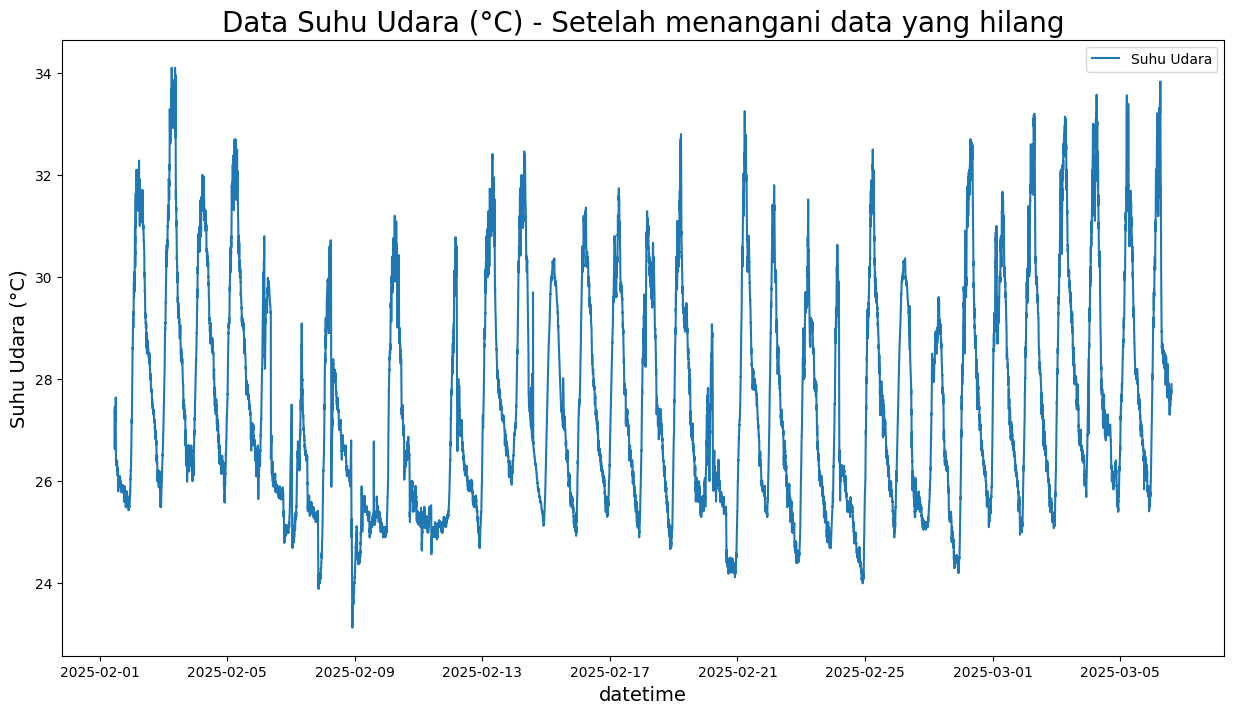 Data Suhu Udara (°C) - Setelah menangani data yang hilang
Suhu Udara
Suhu Udara (°C)
34
32
30
28
26
24
2025-02-01 2025-02-05 2025-02-09 2025-02-13 2025-02-17 2025-02-21 2025-02-25 2025-03-01 2025-03-05
datetime